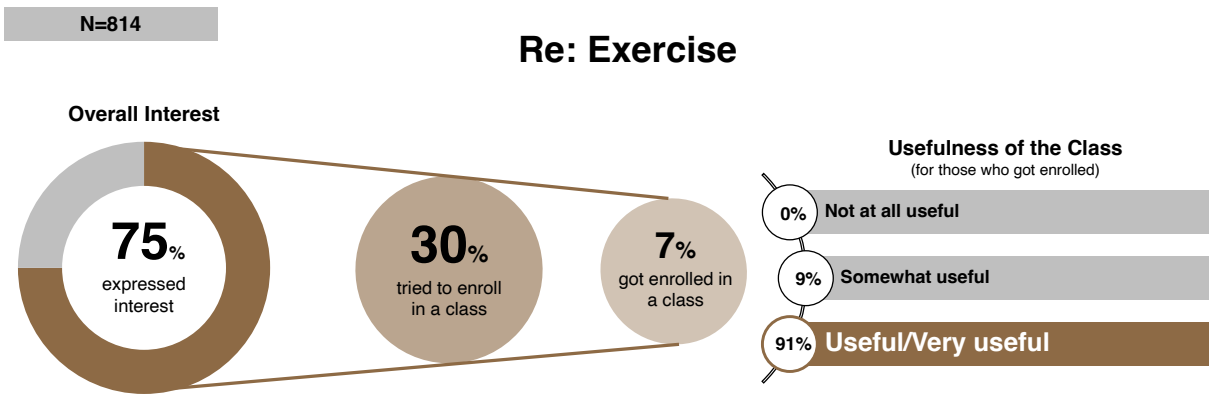 N=814
Re: Exercise
Overall Interest
75%
expressed
interest
30%
tried to enroll
in a class
7%
got enrolled in
a class
Usefulness of the Class
(for those who got enrolled)
0% Not at all useful
9% Somewhat useful
91% Useful/Very useful